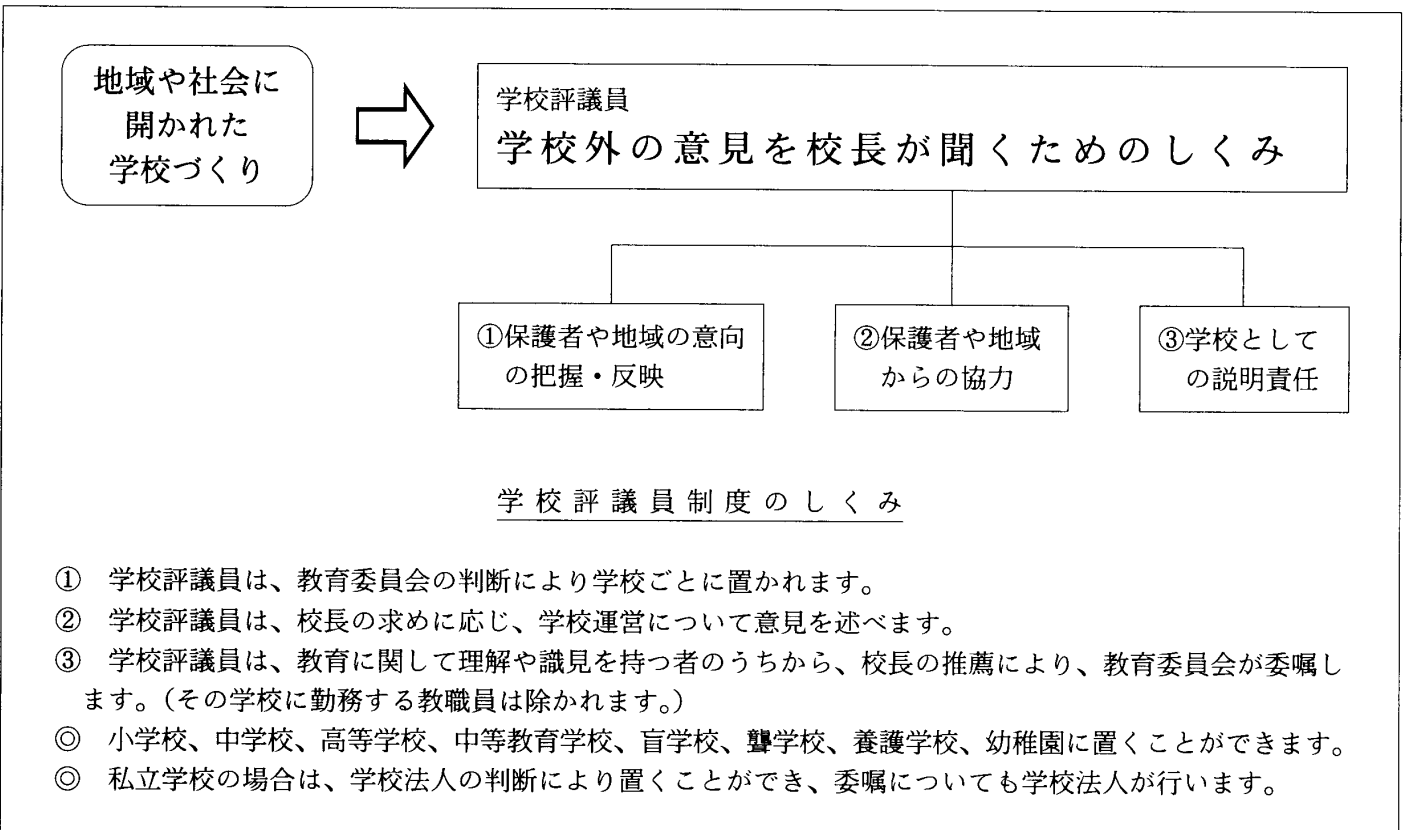 地域や社会に
開かれた
学校づくり
学校評議員
学校外の意見を校長が聞くためのしくみ
①保護者や地域の意向
の把握・反映
②保護者や地域
からの協力
③学校として
の説明責任
学校評議員制度のしくみ
①　学校評議員は、教育委員会の判断により学校ごとに置かれます。
②　学校評議員は、校長の求めに応じ、学校運営について意見を述べます。
③　学校評議員は、教育に関して理解や識見を持つ者のうちから、校長の推薦により、教育委員会が委嘱し
ます。（その学校に勤務する教職員は除かれます。）
◎　小学校、中学校、高等学校、中等教育学校、盲学校、聾学校、養護学校、幼稚園に置くことができます。
◎　私立学校の場合は、学校法人の判断により置くことができ、委嘱についても学校法人が行います。